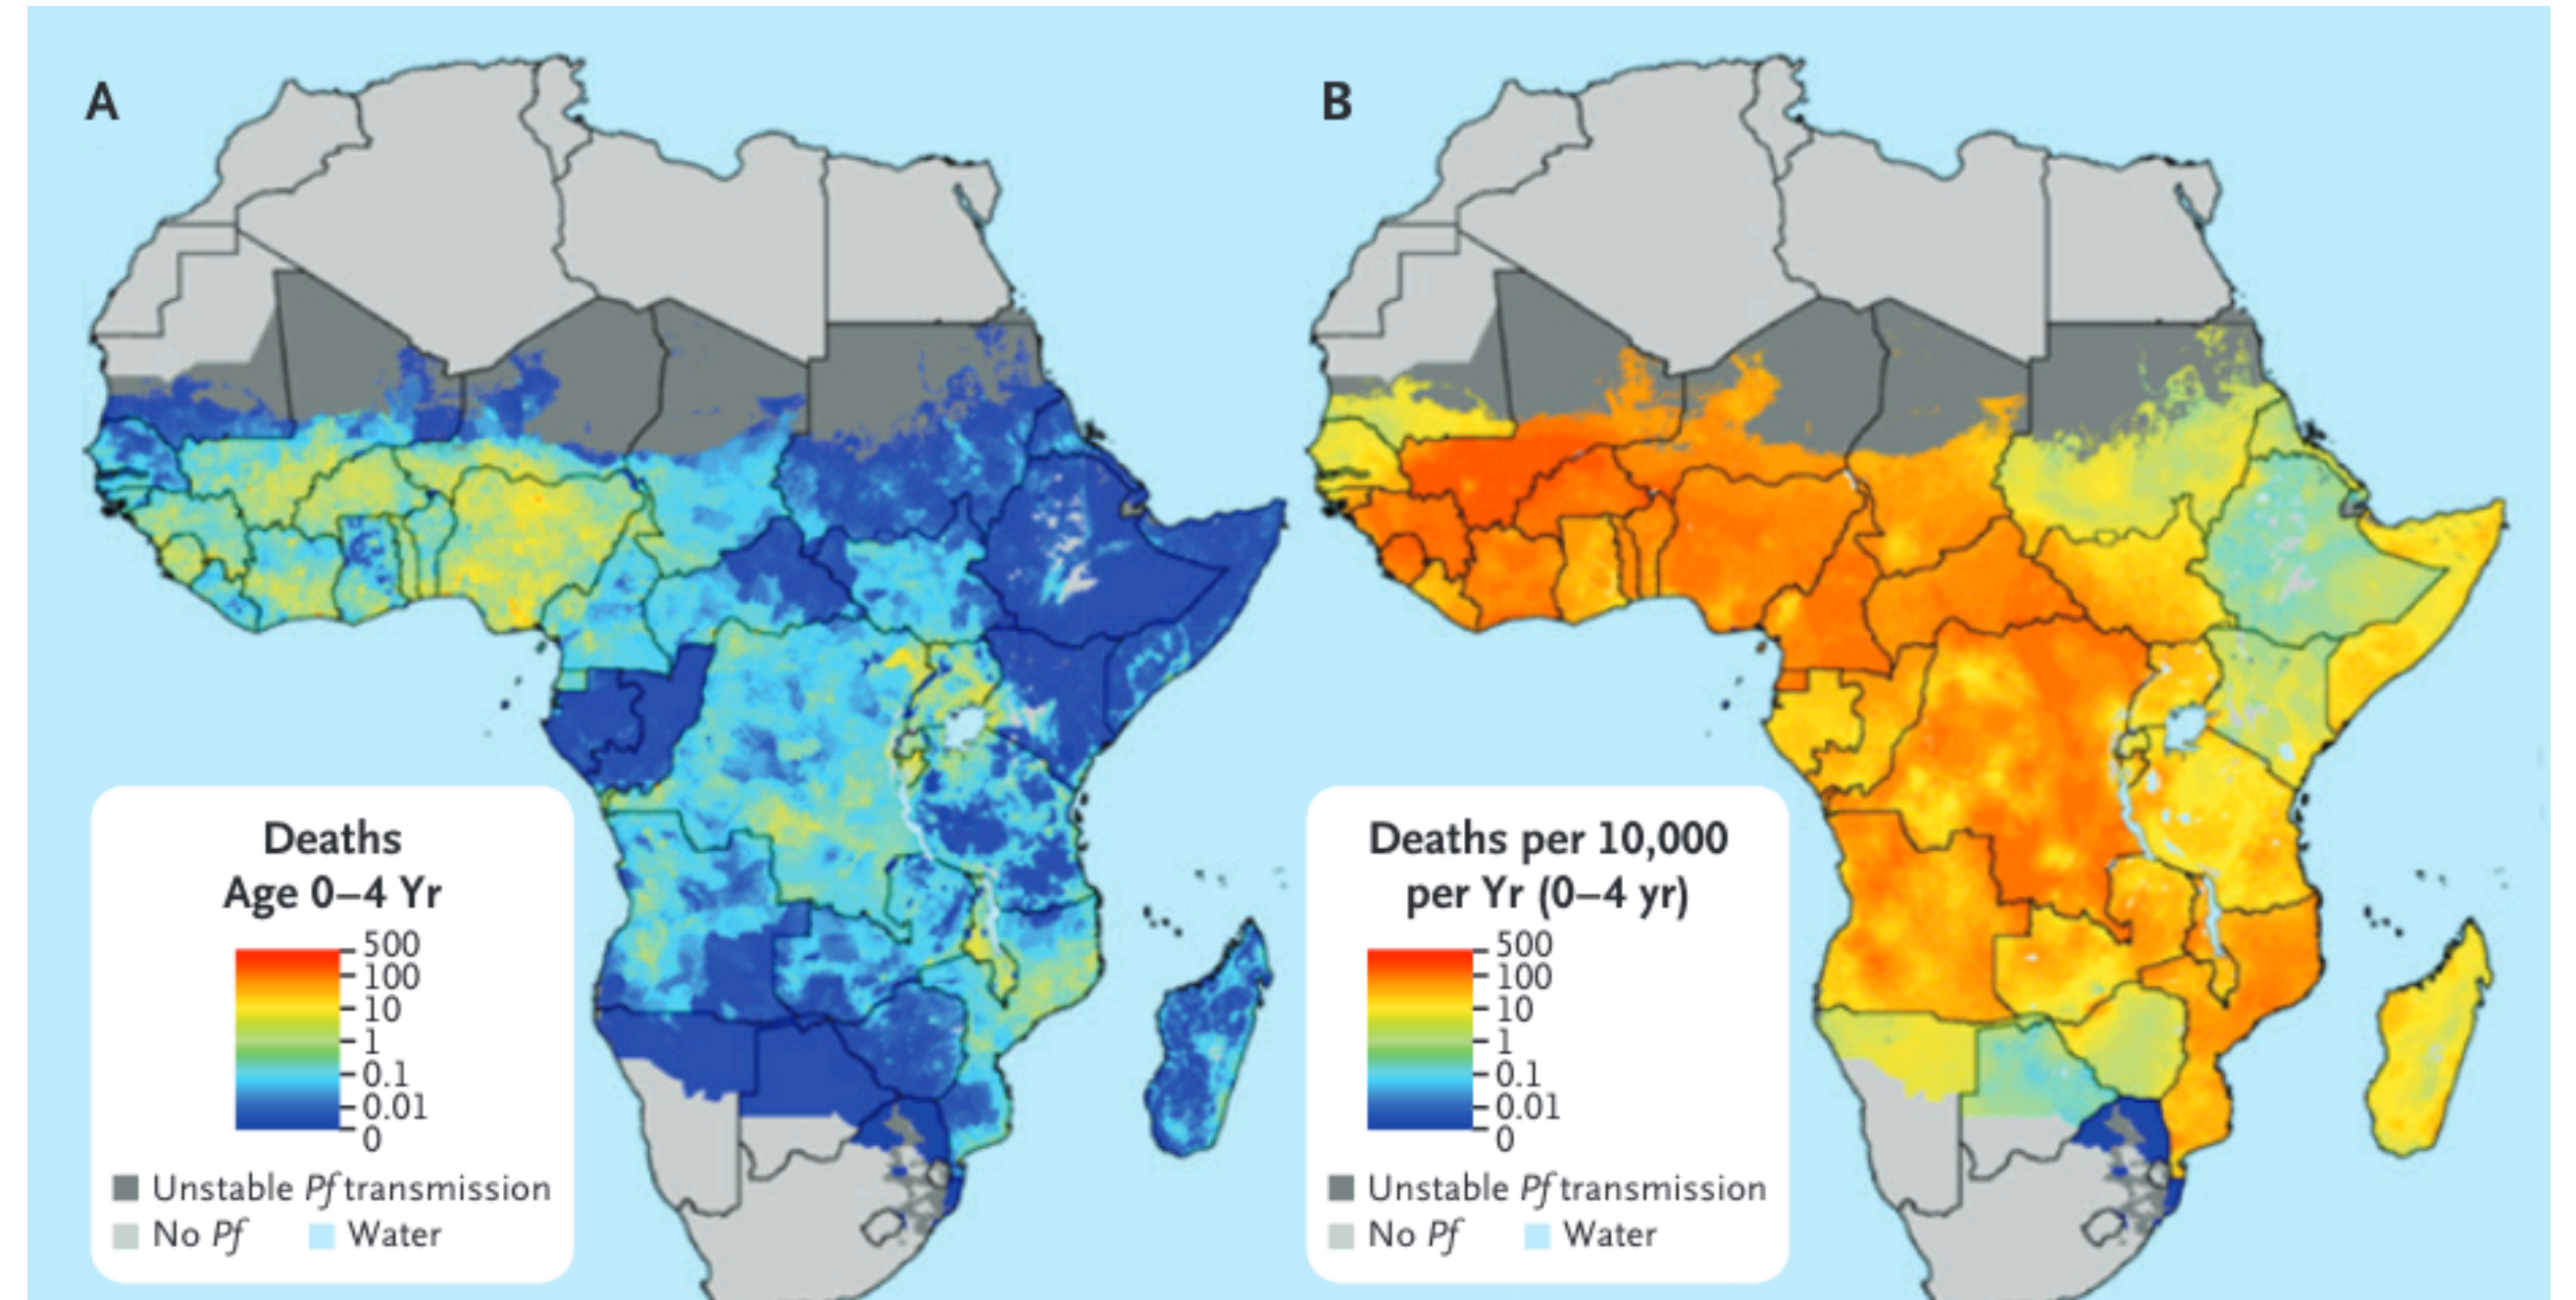 A
Deaths
Age 0–4 Yr
500
100
10
1
0.1
0.01
0
Unstable Pf transmission
No Pf
Water
B
Deaths per 10,000
per Yr (0–4 yr)
500
100
10
1
0.1
0.01
0
Unstable Pf transmission
No Pf
Water